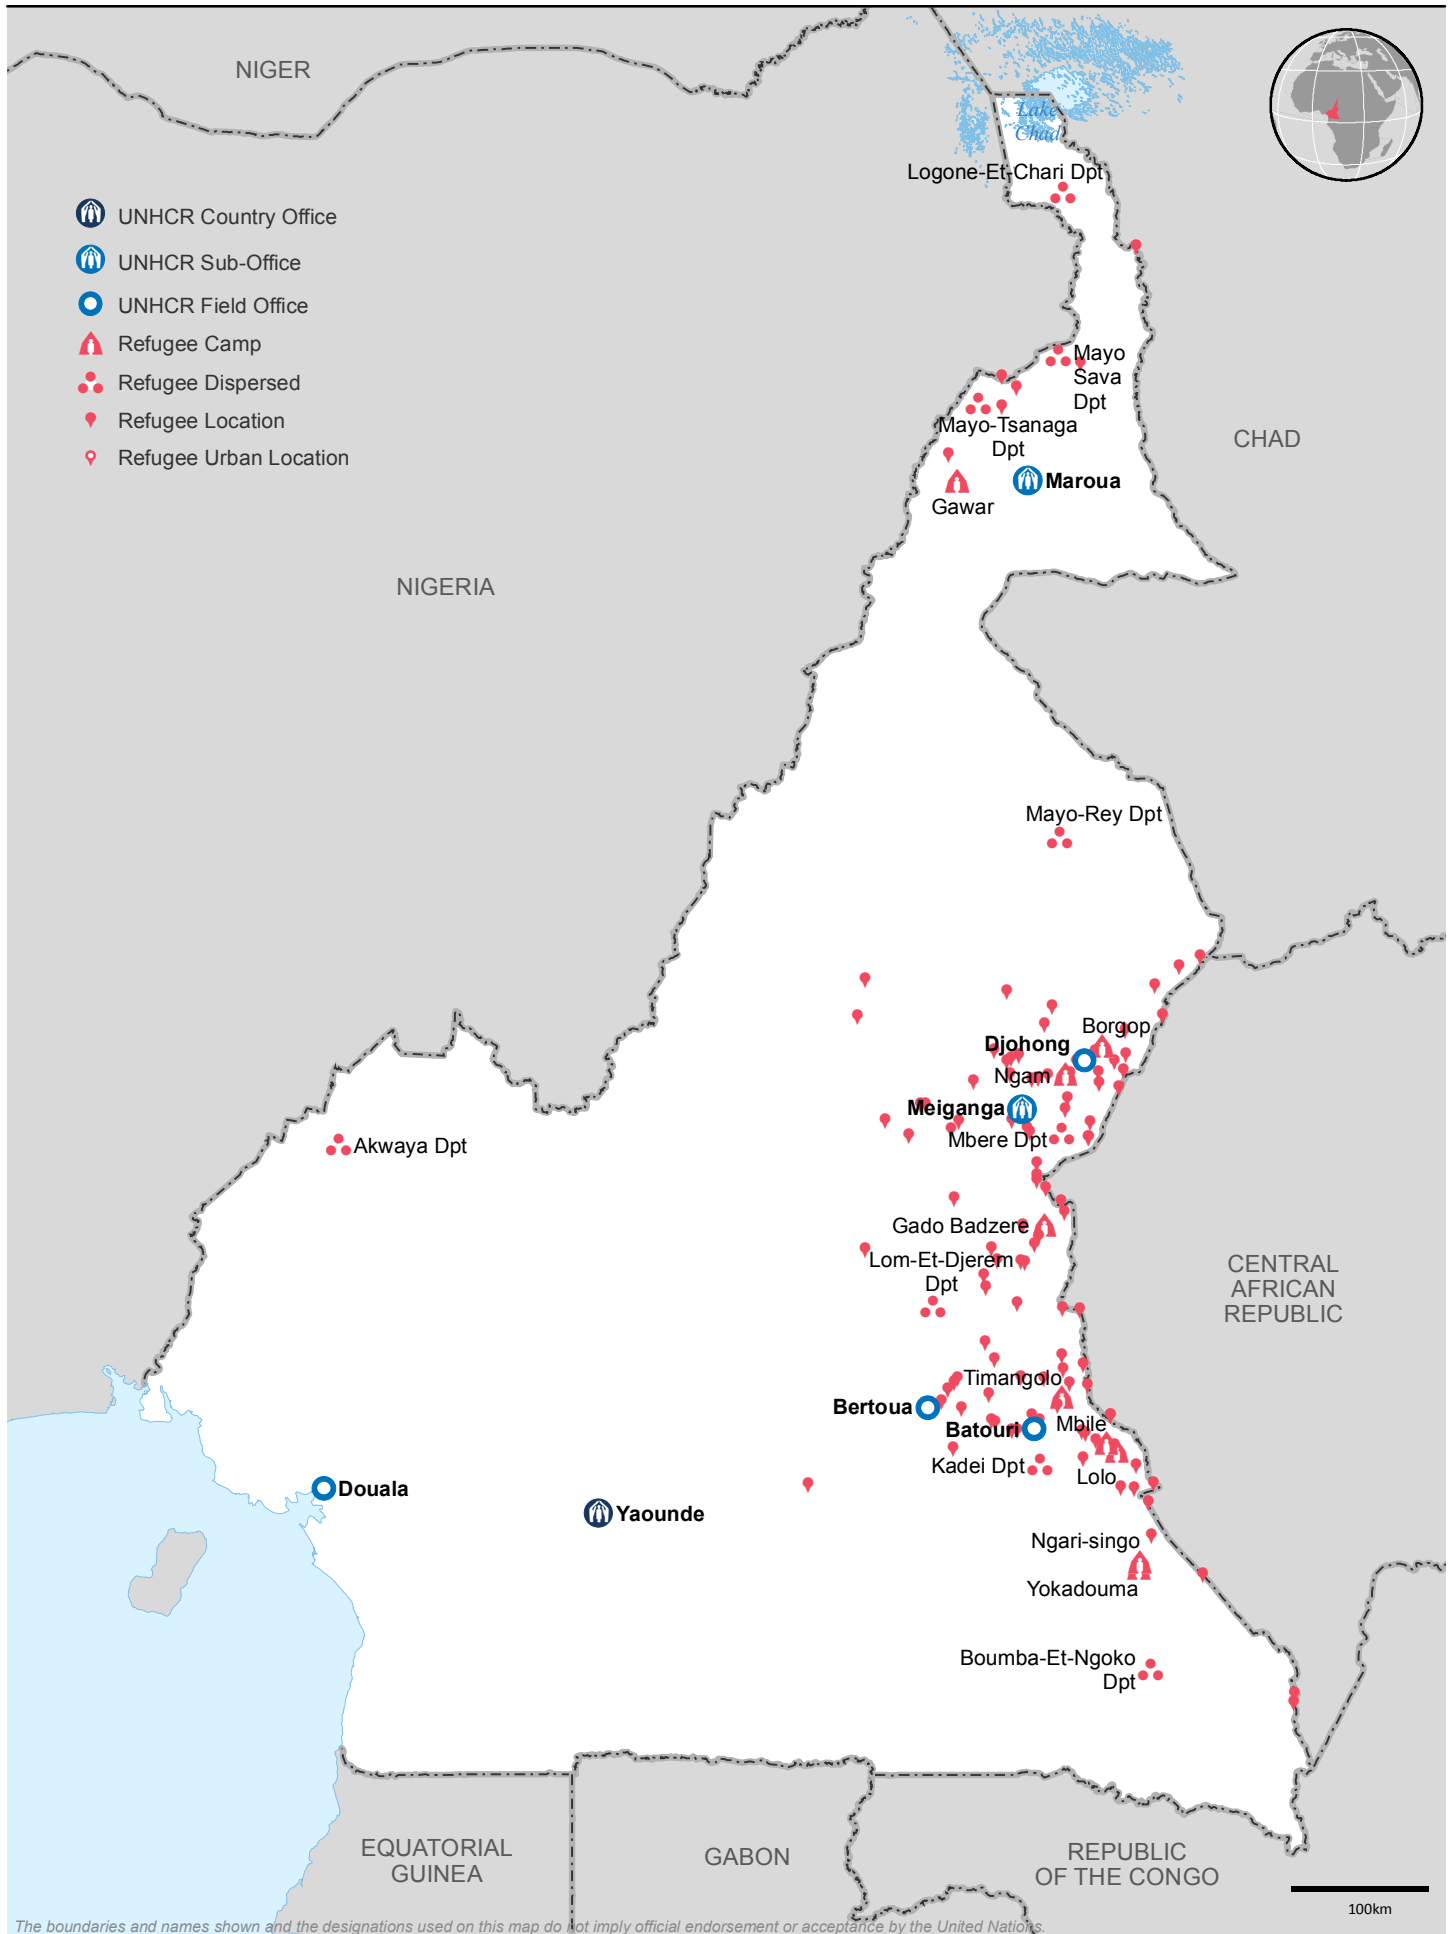 NIGER
Lake
Chad
Logone-Et-Chari Dpt
UNHCR Country Office
UNHCR Sub-Office
UNHCR Field Office
Refugee Camp
Refugee Dispersed
Refugee Location
Refugee Urban Location
Mayo
Sava
Dpt
Mayo-Tsanaga
Dpt
CHAD
Maroua
Gawar
NIGERIA
Mayo-Rey Dpt
Borgop
Djohong
Ngam
Meiganga
Mbere Dpt
Akwaya Dpt
Gado Badzere
Lom-Et-Djerem
Dpt
CENTRAL
AFRICAN
REPUBLIC
Timangolo
Bertoua
Mbile
Batouri
Kadei Dpt
Lolo
Douala
Yaounde
Ngari-singo
Yokadouma
Boumba-Et-Ngoko
Dpt
EQUATORIAL
GUINEA
GABON
REPUBLIC
OF THE CONGO
100km
The boundaries and names shown and the designations used on this map do not imply official endorsement or acceptance by the United Nations.